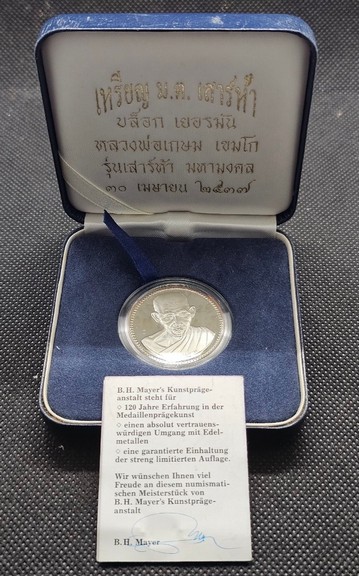 เหรียญ ม.ค. เสาร์ห้า
บล็อก เยอรมัน
หลวงพ่อเกษม เขมโก
รุ่นเสาร์ห้า มหามงคล
๓๐ เมษายน ๒๕๓๗
B. H. Mayer's Kunstpräge-
anstalt steht für
◇ 120 Jahre Erfahrung in der
Medaillenprägekunst
◇ einen absolut vertrauens-
würdigen Umgang mit Edel-
metallen
◇ eine garantierte Einhaltung
der streng limitierten Auflage.
Wir wünschen Ihnen viel
Freude an diesem numismati-
schen Meisterstück von
B. H. Mayer's Kunstpräge-
anstalt
B. H. Mayer